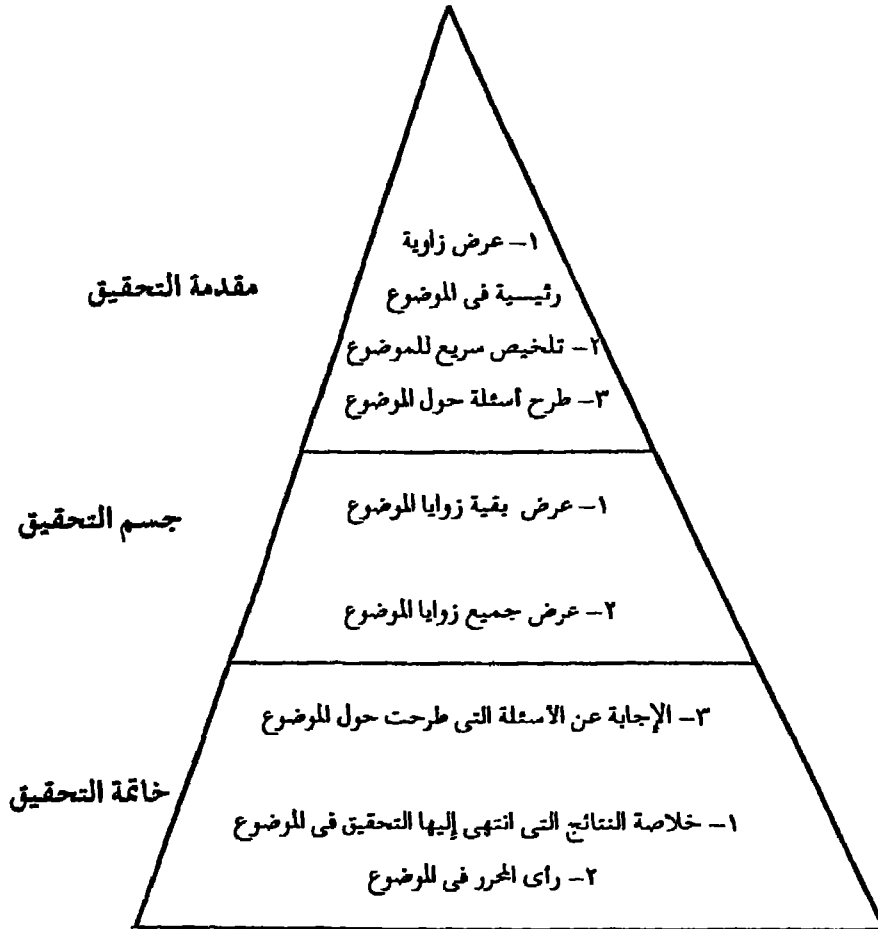 ١– عرض زاوية
رئيسية فى الموضوع
٢– تلخيص سريع للموضوع
٣– طرح أسئلة حول الموضوع
مقدمة التحقيق
١– عرض بقية زوايا الموضوع
٢– عرض جميع زوايا الموضوع
جسم التحقيق
٣– الإجابة عن الأسئلة التى طرحت حول الموضوع
١– خلاصة النتائج التى انتهى إليها التحقيق فى الموضوع
٢– رأى المحرر فى الموضوع
خاتمة التحقيق